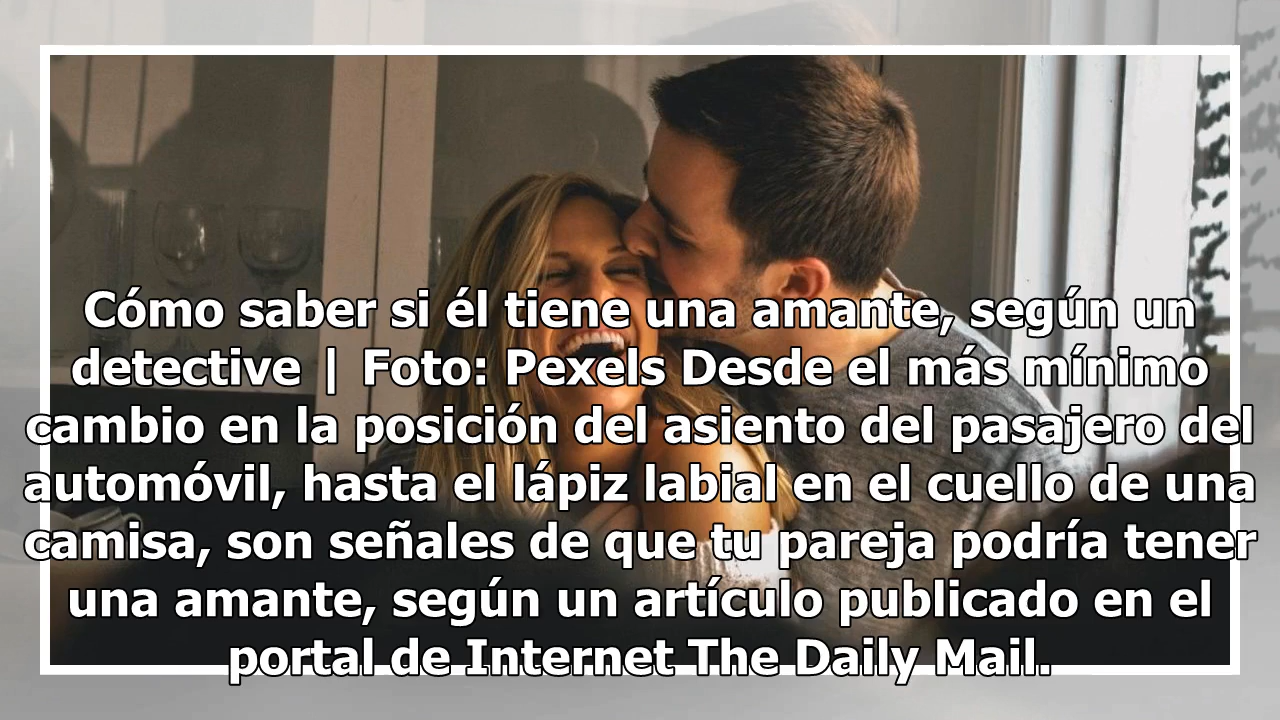 Cómo saber si él tiene una amante, según un
detective | Foto: Pexels Desde el más mínimo
cambio en la posición del asiento del pasajero del
automóvil, hasta el lápiz labial en el cuello de una
camisa, son señales de que tu pareja podría tener
una amante, según un artículo publicado en el
portal de Internet The Daily Mail.